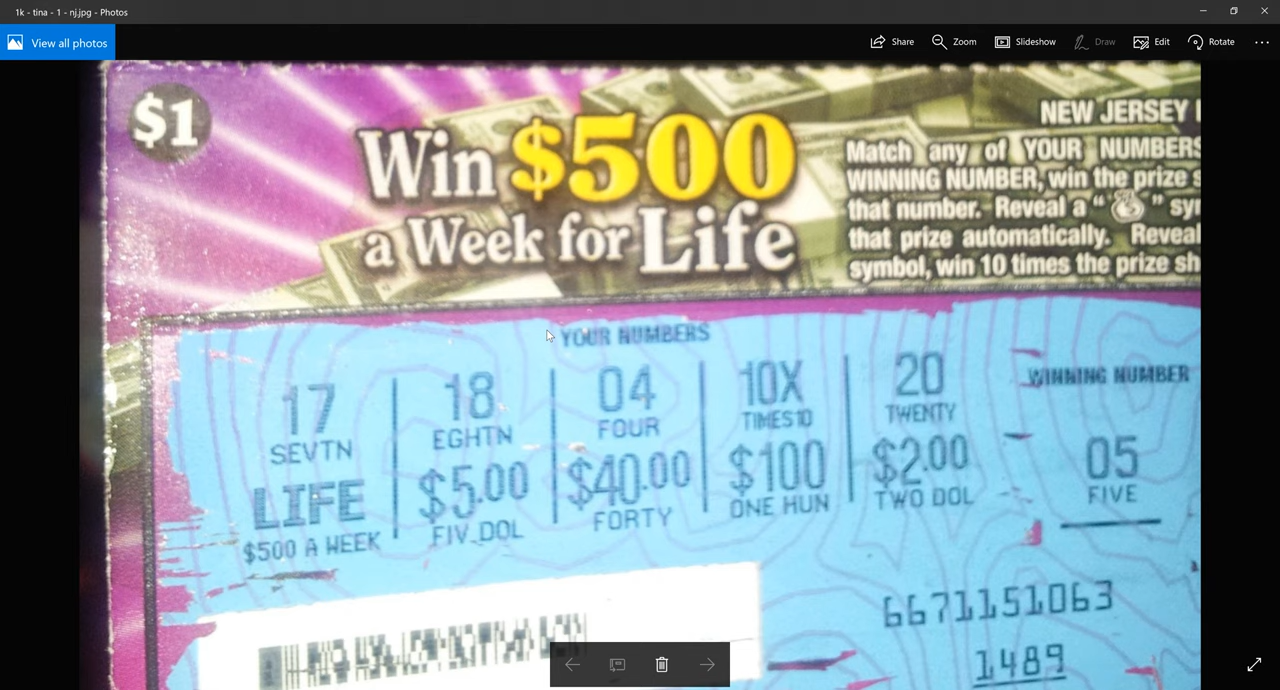 1k - tina - 1 - nj.jpg - Photos
View all photos
Share
Zoom
Slideshow
Draw
Edit
Rotate
$1
Win $500
a Week for Life
NEW JERSEY
Match any of YOUR NUMBERS
WINNING NUMBER, win the prize
that number. Reveal a " "
that prize automatically. Reveal
symbol, win 10 times the prize
YOUR NUMBERS
17
SEVTN
LIFE
$500 A WEEK
18
EGHTN
$5.00
FIV DOL
04
FOUR
$40.00
FORTY
10X
TIMES10
$100
ONE HUN
20
TWENTY
$2.00
TWO DOL
WINNING NUMBER
05
FIVE
6671151063
1489